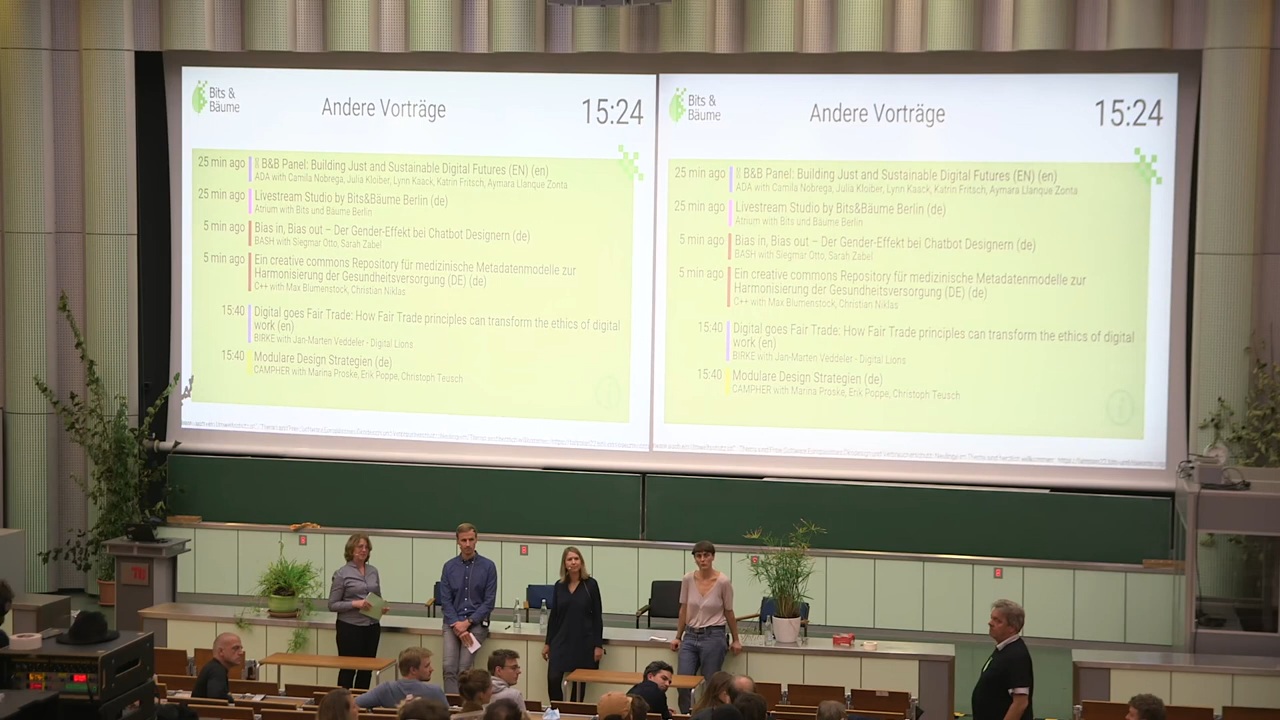 Bits &
Bäume
Andere Vorträge
15:24
25 min ago
B&B Panel: Building Just and Sustainable Digital Futures (EN) (en)
ADA with Camila Nobrega, Julia Kloiber, Lynn Kaack, Katrin Fritsch, Aymara Llanque Zonta
25 min ago
Livestream Studio by Bits&Bäume Berlin (de)
Atrium with Bits und Bäume Berlin
5 min ago
Bias in, Bias out – Der Gender-Effekt bei Chatbot Designern (de)
BASH with Siegmar Otto, Sarah Zabel
5 min ago
Ein creative commons Repository für medizinische Metadatenmodelle zur
Harmonisierung der Gesundheitsversorgung (DE) (de)
C++ with Max Blumenstock, Christian Niklas
15:40
Digital goes Fair Trade: How Fair Trade principles can transform the ethics of digital
work (en)
BIRKE with Jan-Marten Veddeler - Digital Lions
15:40
Modulare Design Strategien (de)
CAMPHER with Marina Proske, Erik Poppe, Christoph Teusch
Bits &
Bäume
Andere Vorträge
15:24
25 min ago
B&B Panel: Building Just and Sustainable Digital Futures (EN) (en)
ADA with Camila Nobrega, Julia Kloiber, Lynn Kaack, Katrin Fritsch, Aymara Llanque Zonta
25 min ago
Livestream Studio by Bits&Bäume Berlin (de)
Atrium with Bits und Bäume Berlin
5 min ago
Bias in, Bias out – Der Gender-Effekt bei Chatbot Designern (de)
BASH with Siegmar Otto, Sarah Zabel
5 min ago
Ein creative commons Repository für medizinische Metadatenmodelle zur
Harmonisierung der Gesundheitsversorgung (DE) (de)
C++ with Max Blumenstock, Christian Niklas
15:40
Digital goes Fair Trade: How Fair Trade principles can transform the ethics of digital
work (en)
BIRKE with Jan-Marten Veddeler - Digital Lions
15:40
Modulare Design Strategien (de)
CAMPHER with Marina Proske, Erik Poppe, Christoph Teusch